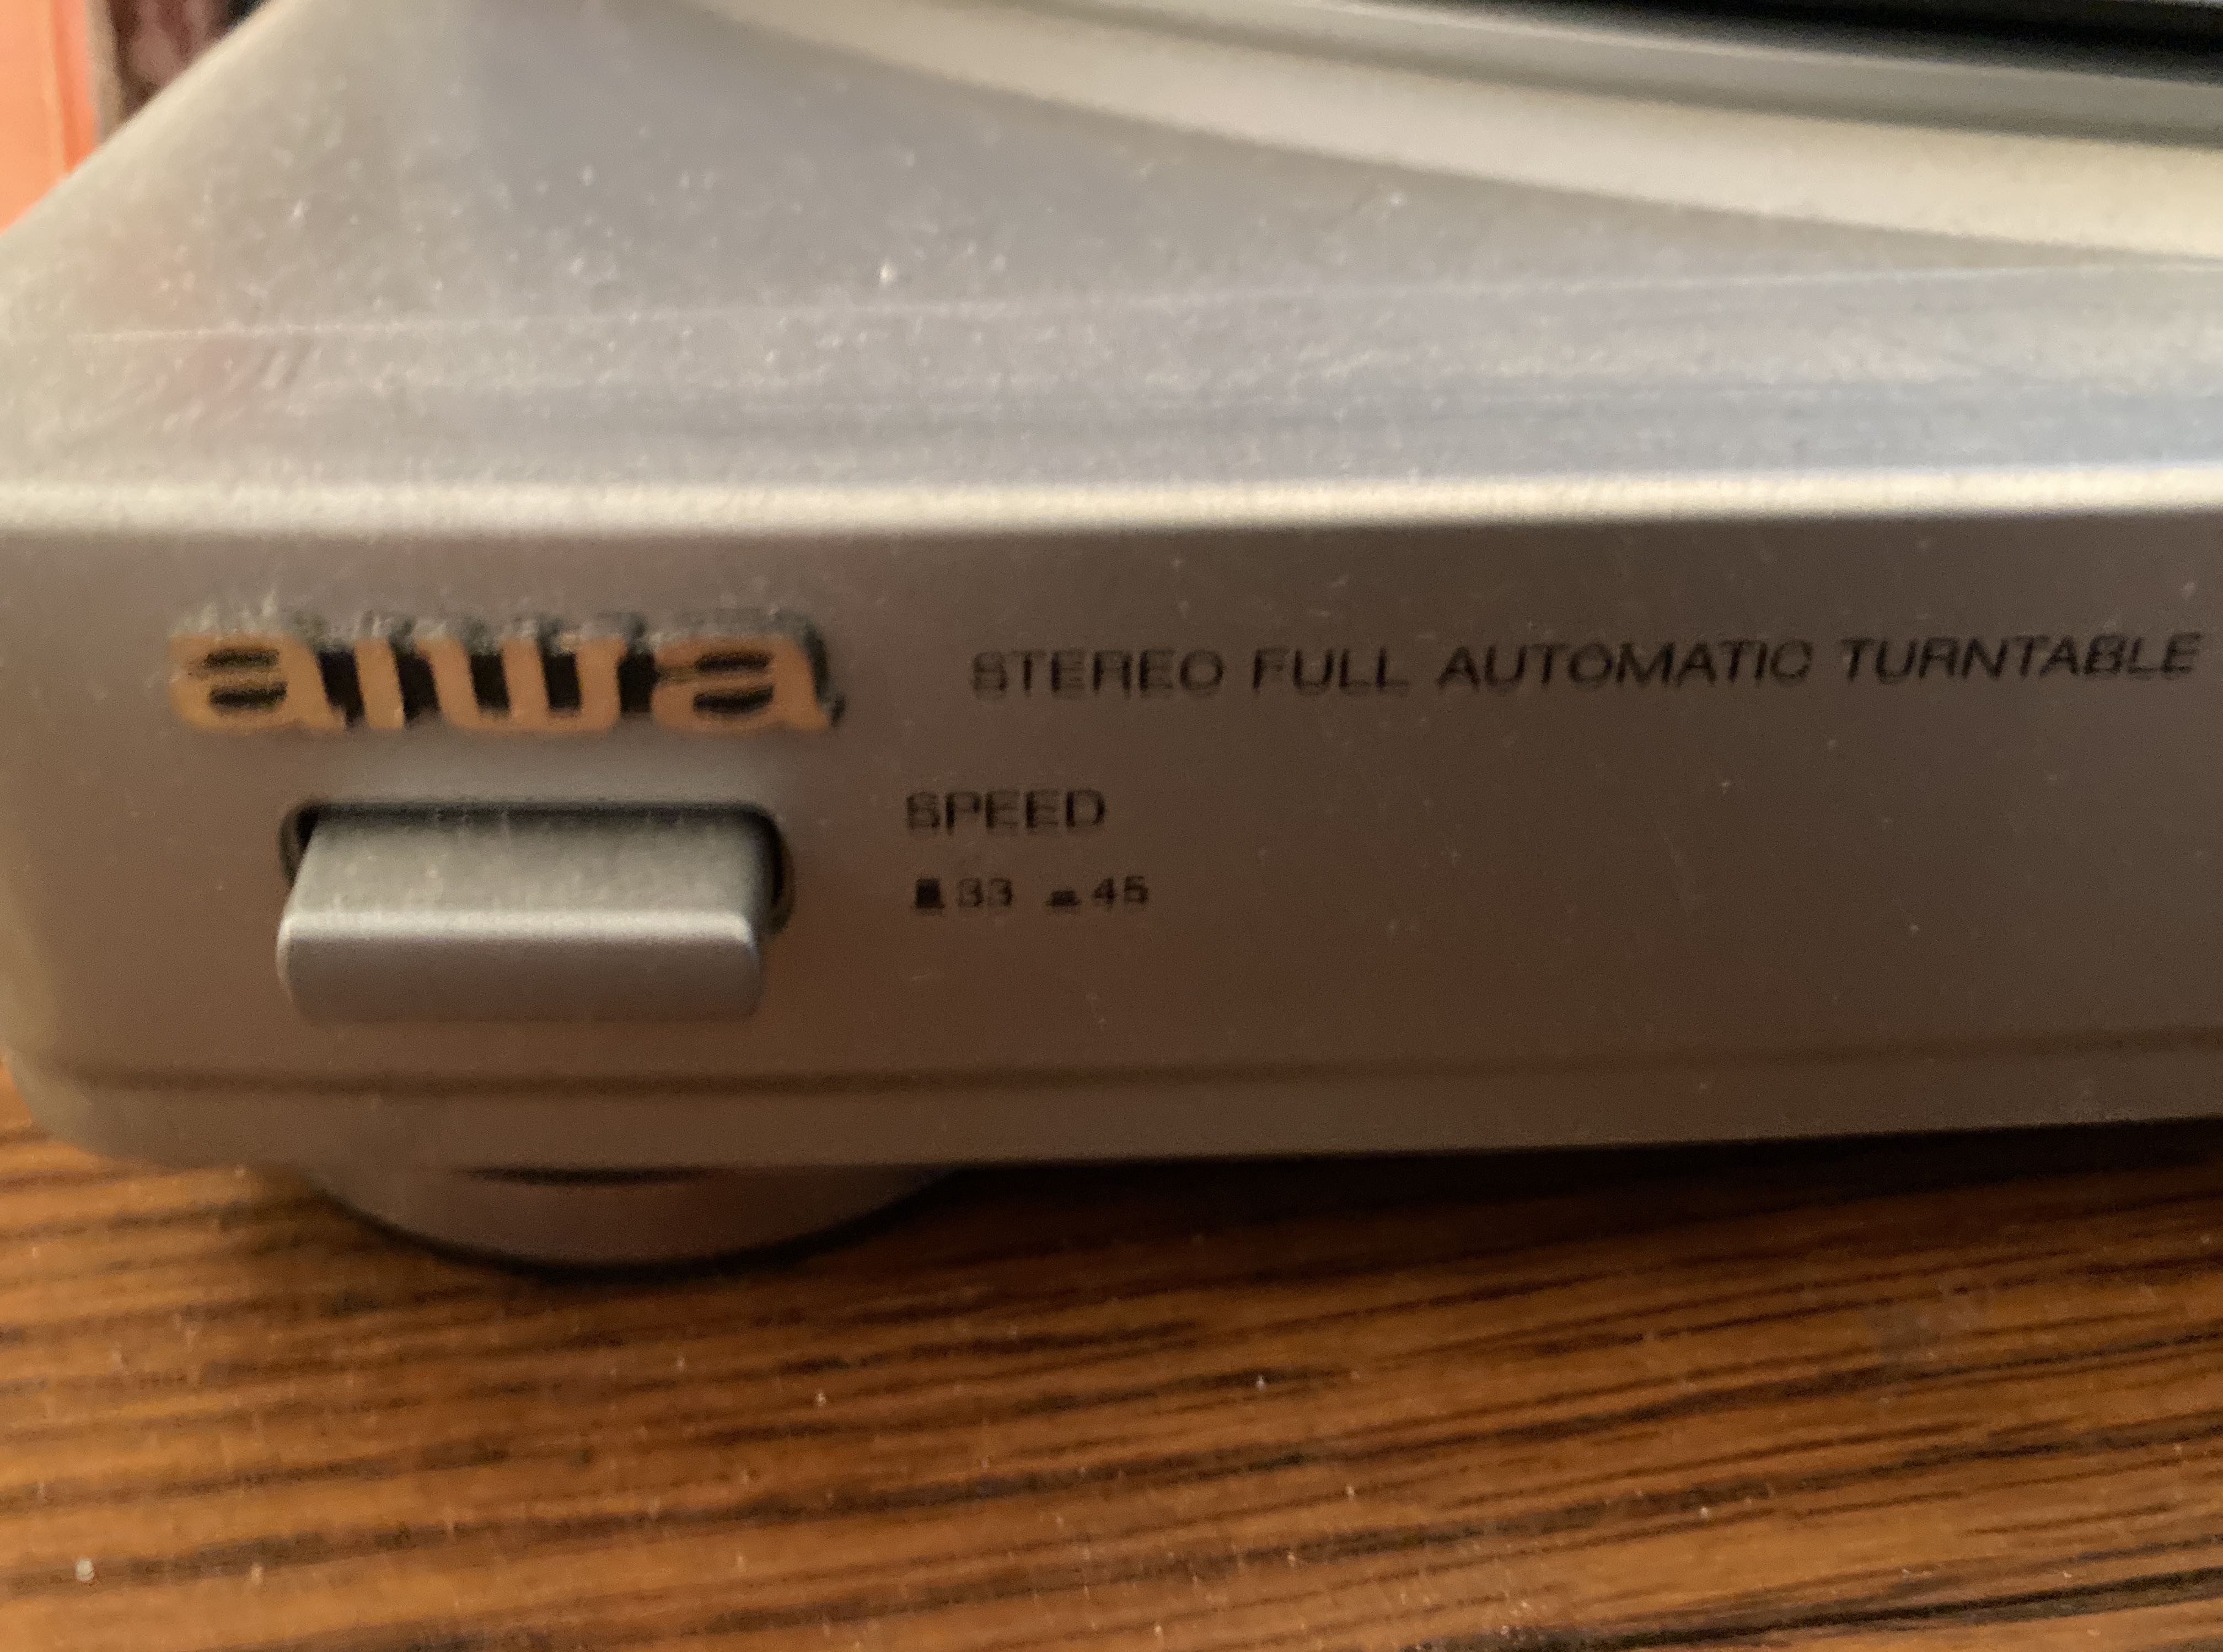 aiwa
STEREO FULL AUTOMATIC TURNTABLE
SPEED
33 45